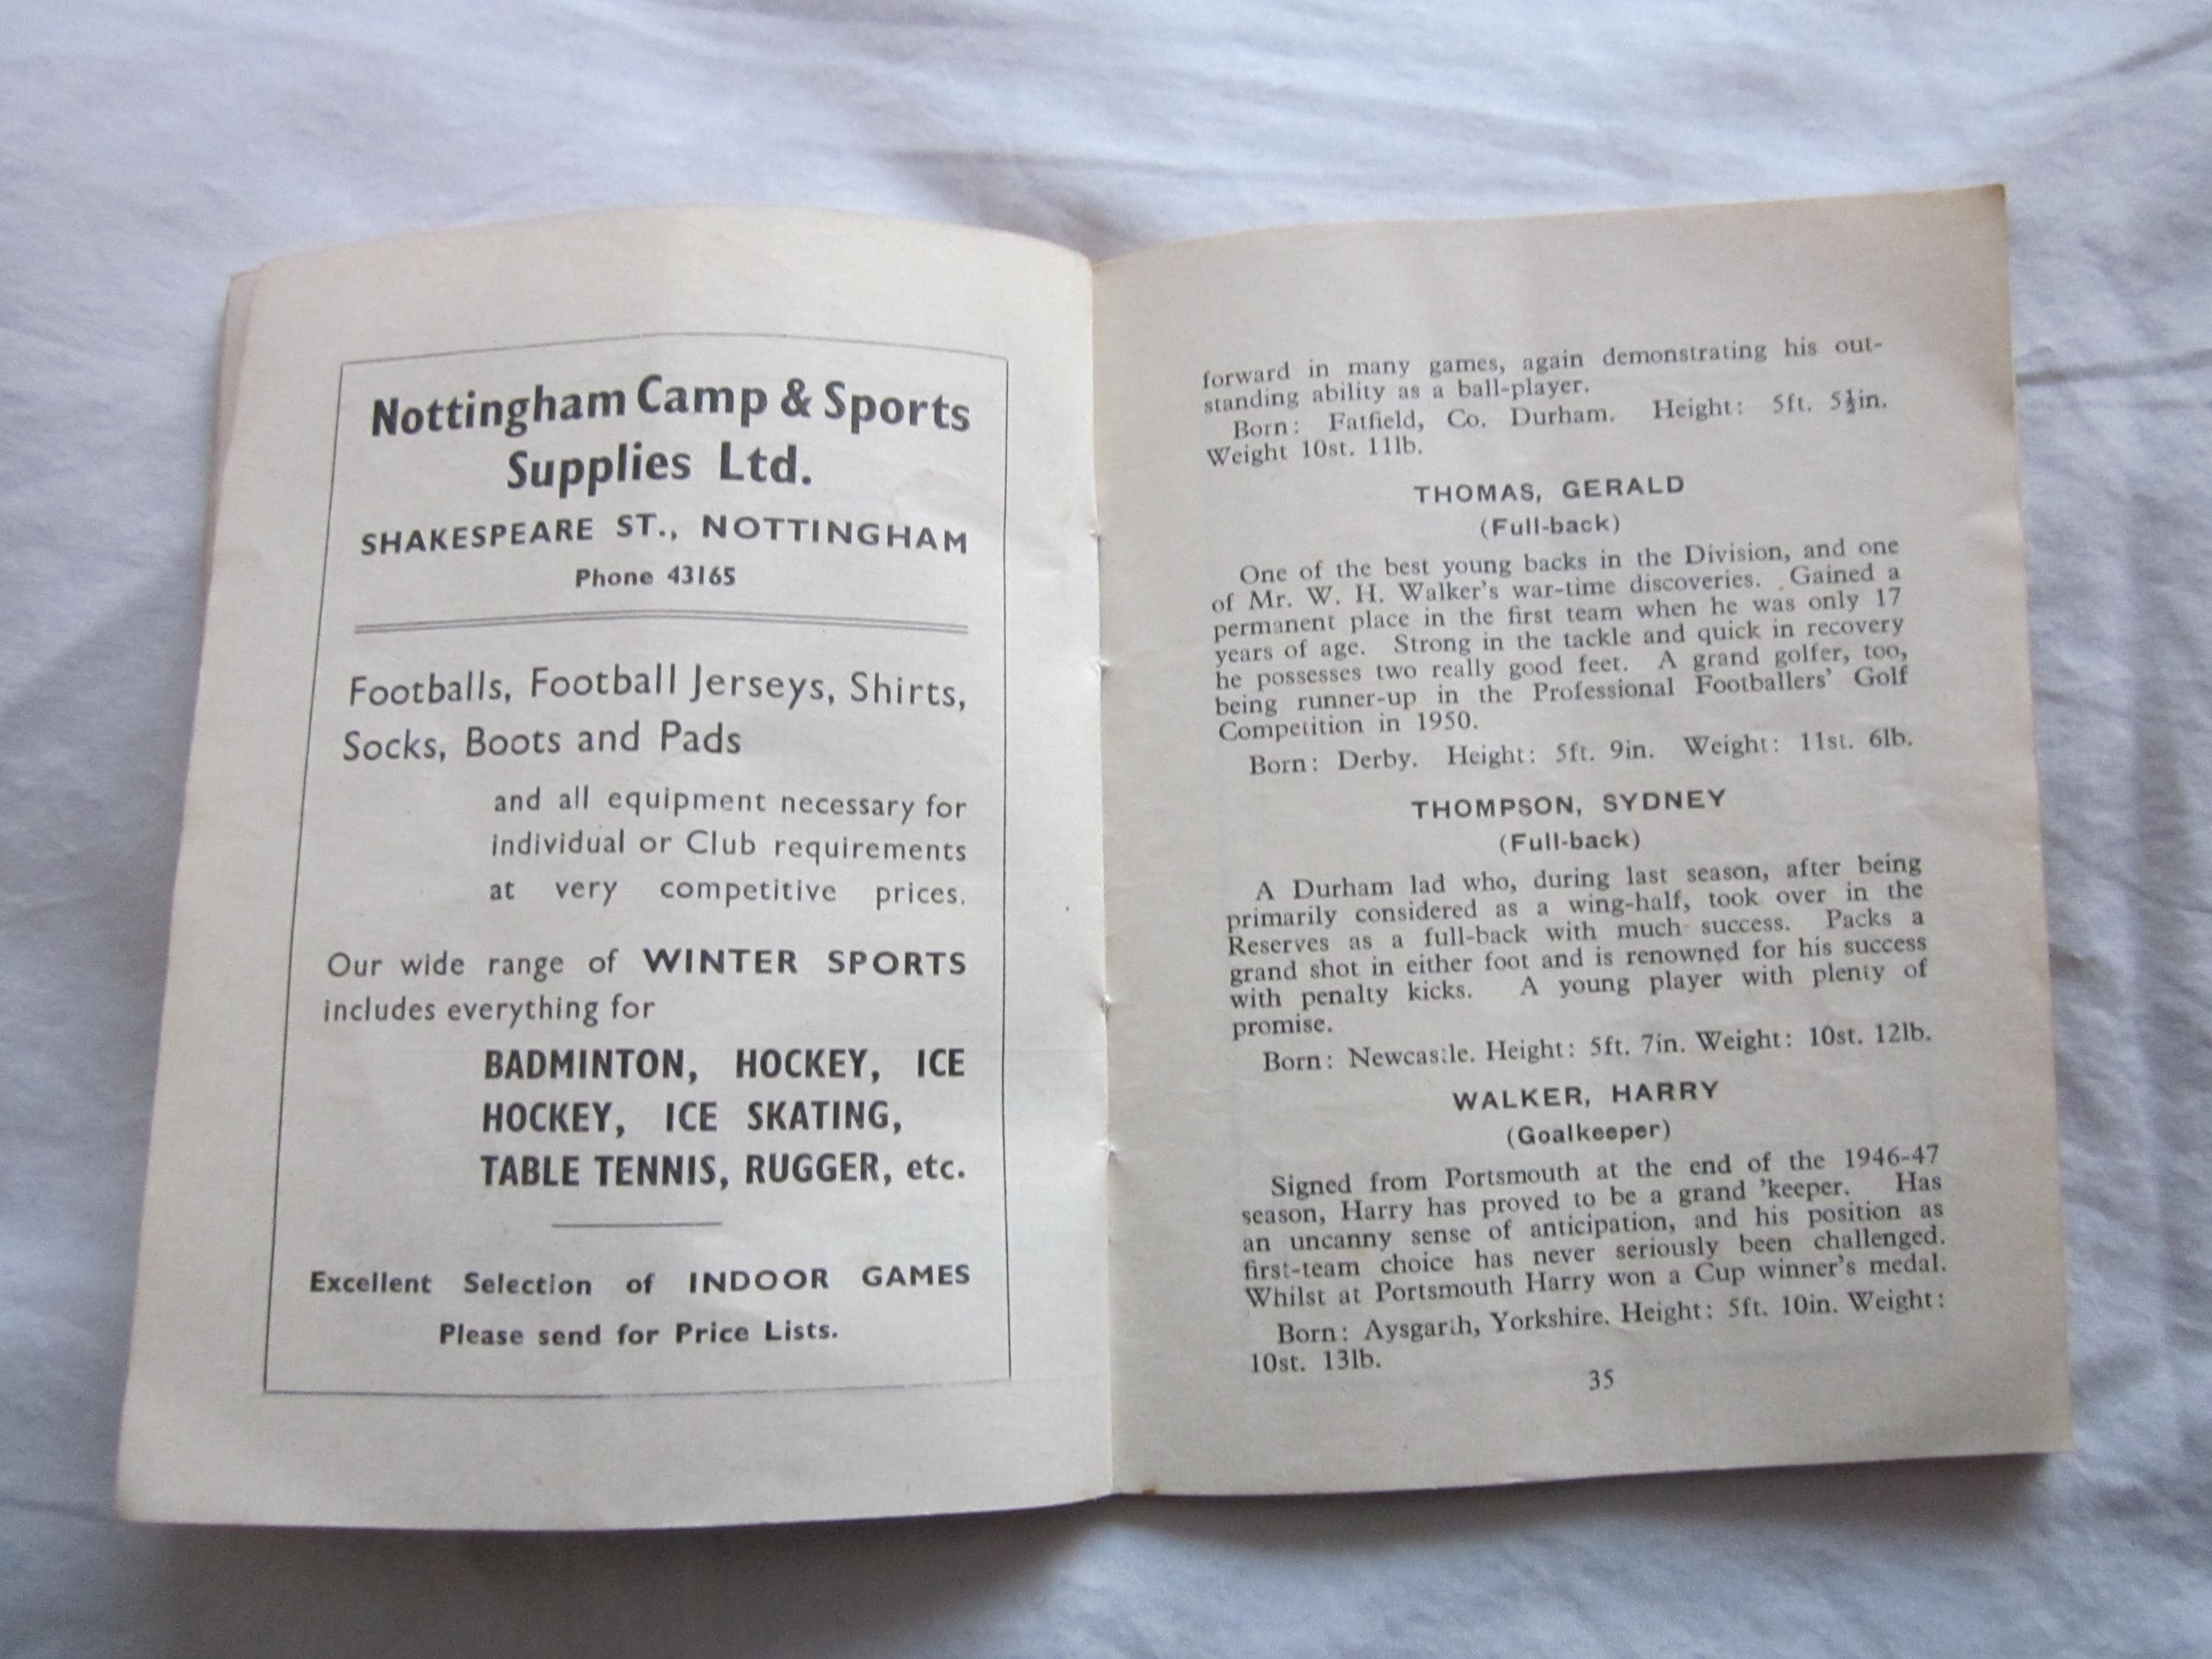 Nottingham Camp & Sports
Supplies Ltd.
SHAKESPEARE ST., NOTTINGHAM
Phone 43165
Footballs, Football Jerseys, Shirts,
Socks, Boots and Pads
and all equipment necessary for
individual or Club requirements
at very competitive prices.
Our wide range of WINTER SPORTS
includes everything for
BADMINTON, HOCKEY, ICE
HOCKEY, ICE SKATING,
TABLE TENNIS, RUGGER, etc.
Excellent Selection of INDOOR GAMES
Please send for Price Lists.
forward in many games, again demonstrating his out-
standing ability as a ball-player.
Born: Fatfield, Co. Durham. Height: 5ft. 5½in.
Weight 10st. 11lb.
THOMAS, GERALD
(Full-back)
One of the best young backs in the Division, and one
of Mr. W. H. Walker's war-time discoveries. Gained a
permanent place in the first team when he was only 17
years of age. Strong in the tackle and quick in recovery
he possesses two really good feet. A grand golfer, too,
being runner-up in the Professional Footballers' Golf
Competition in 1950.
Born: Derby. Height: 5ft. 9in. Weight: 11st. 6lb.
THOMPSON, SYDNEY
(Full-back)
A Durham lad who, during last season, after being
primarily considered as a wing-half, took over in the
Reserves as a full-back with much success. Packs a
grand shot in either foot and is renowned for his success
with penalty kicks. A young player with plenty of
promise.
Born: Newcastle. Height: 5ft. 7in. Weight: 10st. 12lb.
WALKER, HARRY
(Goalkeeper)
Signed from Portsmouth at the end of the 1946-47
season, Harry has proved to be a grand 'keeper. Has
an uncanny sense of anticipation, and his position as
first-team choice has never seriously been challenged.
Whilst at Portsmouth Harry won a Cup winner's medal.
Born: Aysgarth, Yorkshire. Height: 5ft. 10in. Weight:
10st. 13lb.
35